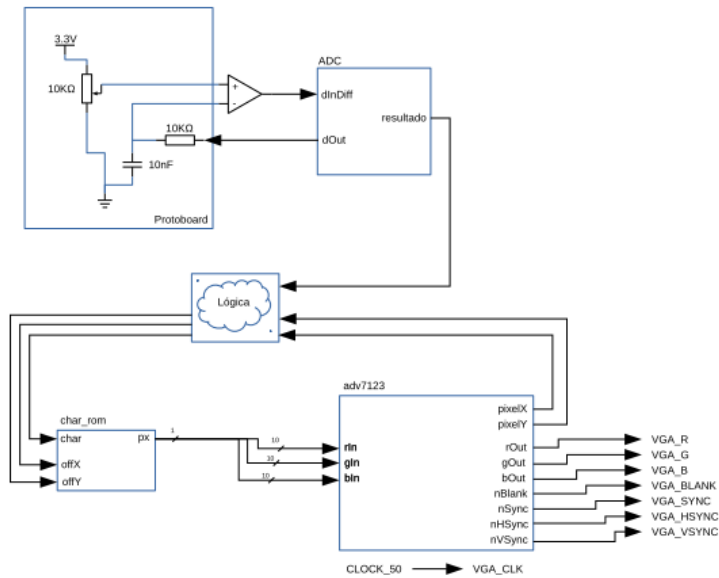 3.3V
10KΩ
+
-
10KΩ
10nF
Protoboard
ADC
dInDiff
resultado
dOut
Lógica
char_rom
char
px
offX
offY
1
10
10
10
adv7123
pixelX
pixelY
rIn
gIn
bIn
rOut
gOut
bOut
nBlank
nSync
nHSync
nVSync
VGA_R
VGA_G
VGA_B
VGA_BLANK
VGA_SYNC
VGA_HSYNC
VGA_VSYNC
CLOCK_50
VGA_CLK